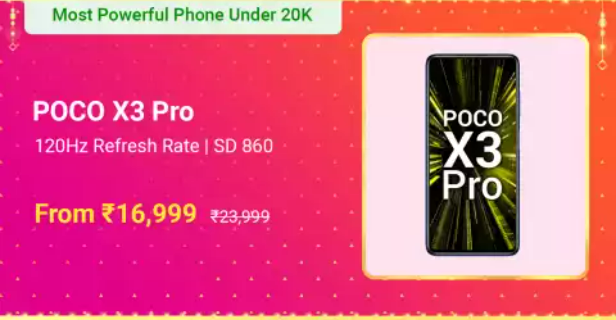 Most Powerful Phone Under 20K
POCO X3 Pro
120Hz Refresh Rate | SD 860
From ₹16,999 ₹23,999
POCO
X3
Pro